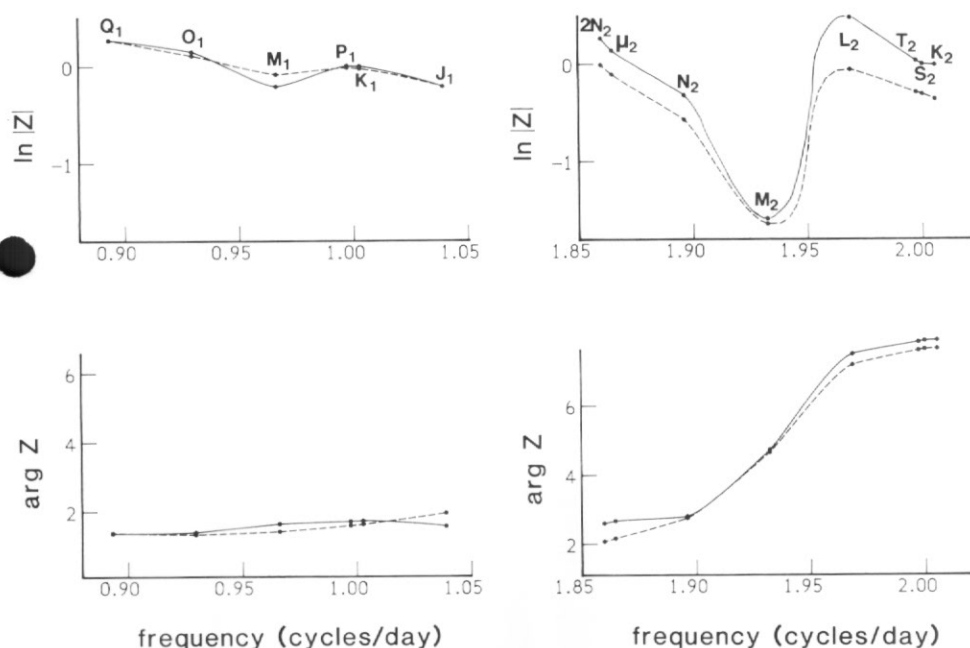 Q₁
O₁
M₁
P₁
K₁
J₁
0
-1
ln |Z|
0.90
0.95
1.00
1.05
2N₂
μ₂
N₂
M₂
L₂
T₂
S₂
K₂
0
-1
ln |Z|
1.85
1.90
1.95
2.00
6
4
2
arg Z
0.90
0.95
1.00
1.05
frequency (cycles/day)
6
4
2
arg Z
1.85
1.90
1.95
2.00
frequency (cycles/day)